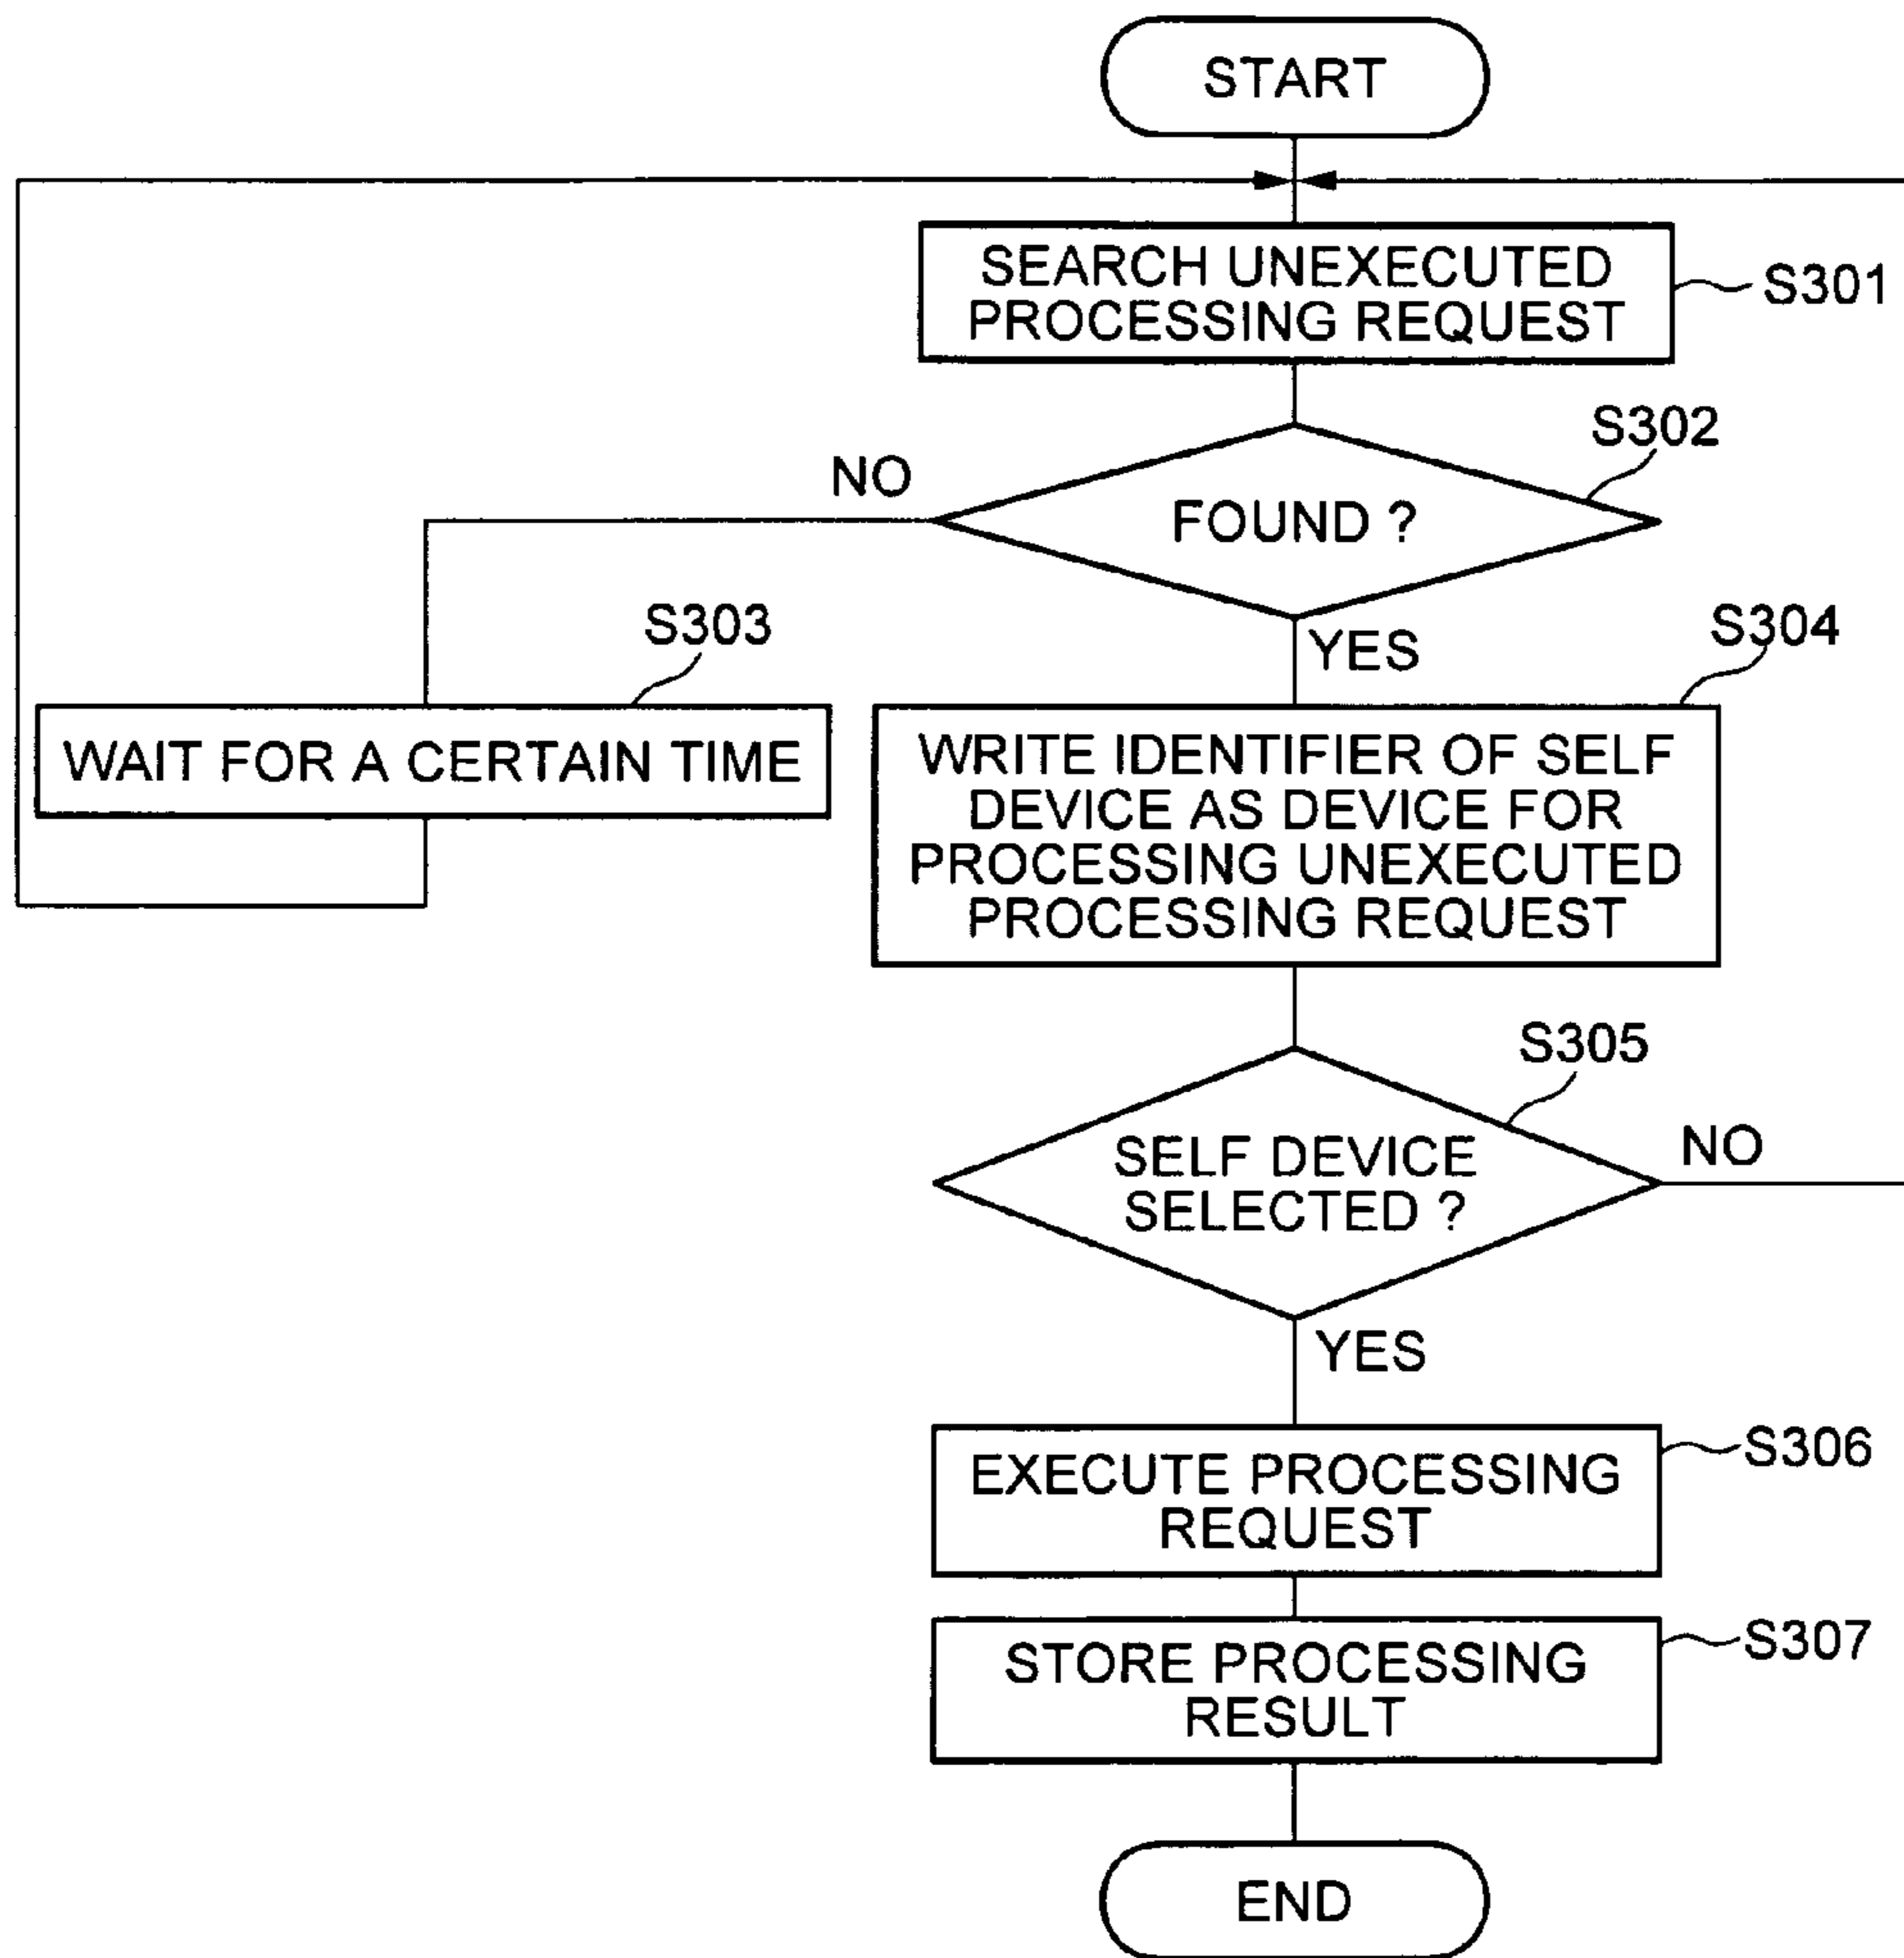 START
SEARCH UNEXECUTED
PROCESSING REQUEST
S301
S302
NO
FOUND ?
S303
YES
S304
WAIT FOR A CERTAIN TIME
WRITE IDENTIFIER OF SELF
DEVICE AS DEVICE FOR
PROCESSING UNEXECUTED
PROCESSING REQUEST
S305
SELF DEVICE
SELECTED ?
NO
YES
EXECUTE PROCESSING
REQUEST
S306
STORE PROCESSING
RESULT
S307
END